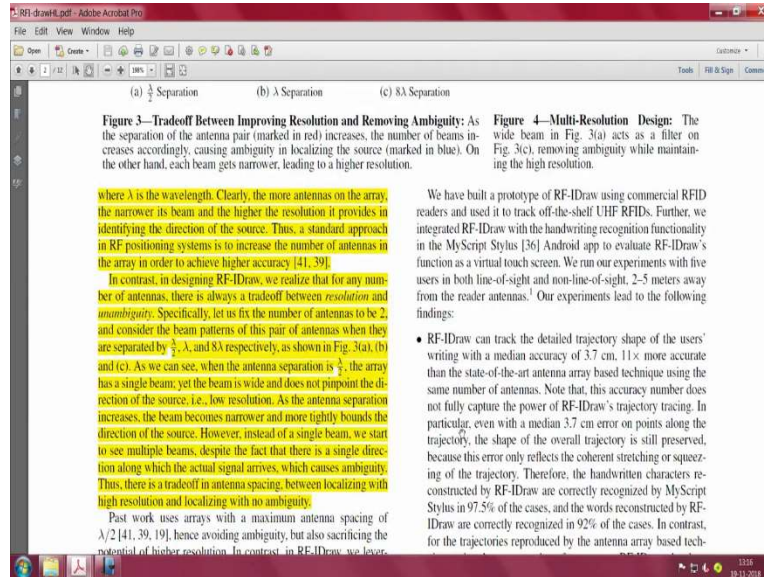 RFI-drawHL.pdf - Adobe Acrobat Pro
File Edit View Window Help
Open Create Customize
2 / 12 198% Tools Fill & Sign Comm
(a) λ/2 Separation (b) λ Separation (c) 8λ Separation
Figure 3—Tradeoff Between Improving Resolution and Removing Ambiguity: As
the separation of the antenna pair (marked in red) increases, the number of beams in-
creases accordingly, causing ambiguity in localizing the source (marked in blue). On
the other hand, each beam gets narrower, leading to a higher resolution.
Figure 4—Multi-Resolution Design: The
wide beam in Fig. 3(a) acts as a filter on
Fig. 3(c), removing ambiguity while maintain-
ing the high resolution.
where λ is the wavelength. Clearly, the more antennas on the array,
the narrower its beam and the higher the resolution it provides in
identifying the direction of the source. Thus, a standard approach
in RF positioning systems is to increase the number of antennas in
the array in order to achieve higher accuracy [41, 39].
In contrast, in designing RF-IDraw, we realize that for any num-
ber of antennas, there is always a tradeoff between resolution and
unambiguity. Specifically, let us fix the number of antennas to be 2,
and consider the beam patterns of this pair of antennas when they
are separated by λ/2, λ, and 8λ respectively, as shown in Fig. 3(a), (b)
and (c). As we can see, when the antenna separation is λ/2, the array
has a single beam; yet the beam is wide and does not pinpoint the di-
rection of the source, i.e., low resolution. As the antenna separation
increases, the beam becomes narrower and more tightly bounds the
direction of the source. However, instead of a single beam, we start
to see multiple beams, despite the fact that there is a single direc-
tion along which the actual signal arrives, which causes ambiguity.
Thus, there is a tradeoff in antenna spacing, between localizing with
high resolution and localizing with no ambiguity.
Past work uses arrays with a maximum antenna spacing of
λ/2 [41, 39, 19], hence avoiding ambiguity, but also sacrificing the
potential of higher resolution. In contrast, in RF-IDraw, we lever-
We have built a prototype of RF-IDraw using commercial RFID
readers and used it to track off-the-shelf UHF RFIDs. Further, we
integrated RF-IDraw with the handwriting recognition functionality
in the MyScript Stylus [36] Android app to evaluate RF-IDraw's
function as a virtual touch screen. We run our experiments with five
users in both line-of-sight and non-line-of-sight, 2–5 meters away
from the reader antennas.¹ Our experiments lead to the following
findings:
• RF-IDraw can track the detailed trajectory shape of the users'
writing with a median accuracy of 3.7 cm, 11× more accurate
than the state-of-the-art antenna array based technique using the
same number of antennas. Note that, this accuracy number does
not fully capture the power of RF-IDraw's trajectory tracing. In
particular, even with a median 3.7 cm error on points along the
trajectory, the shape of the overall trajectory is still preserved,
because this error only reflects the coherent stretching or squeez-
ing of the trajectory. Therefore, the handwritten characters re-
constructed by RF-IDraw are correctly recognized by MyScript
Stylus in 97.5% of the cases, and the words reconstructed by RF-
IDraw are correctly recognized in 92% of the cases. In contrast,
for the trajectories reproduced by the antenna array based tech-
13:16
19-11-2018